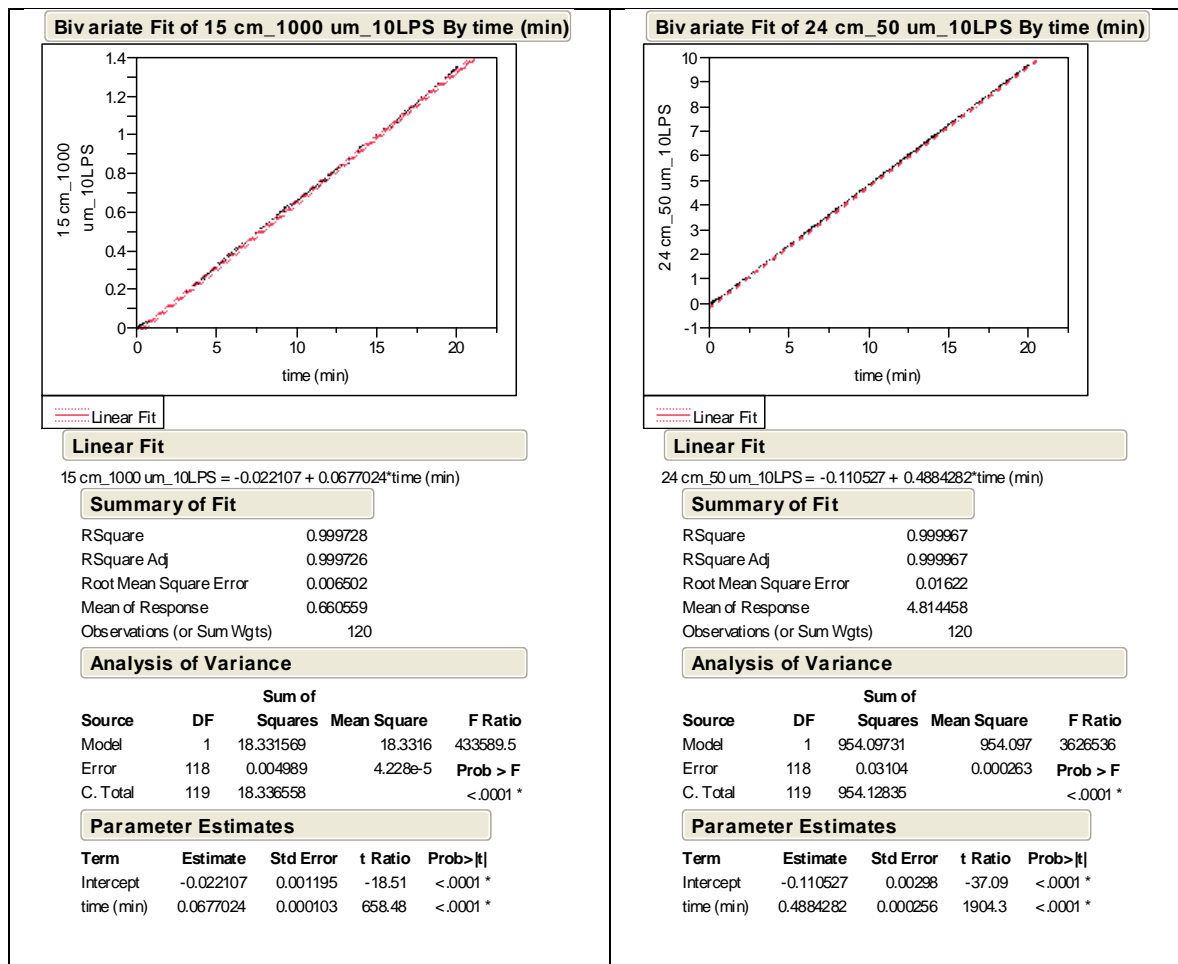 Bivariate Fit of 15 cm_1000 um_10LPS By time (min)
1.4
1.2
1
0.8
0.6
0.4
0.2
0
15 cm_1000
um_10LPS
0 5 10 15 20
time (min)
Linear Fit
Linear Fit
15 cm_1000 um_10LPS = -0.022107 + 0.0677024*time (min)
Summary of Fit
RSquare 0.999728
RSquare Adj 0.999726
Root Mean Square Error 0.006502
Mean of Response 0.660559
Observations (or Sum Wgts) 120
Analysis of Variance
Sum of
Source DF Squares Mean Square F Ratio
Model 1 18.331569 18.3316 433589.5
Error 118 0.004989 4.228e-5 Prob > F
C. Total 119 18.336558 <.0001 *
Parameter Estimates
Term Estimate Std Error t Ratio Prob>|t|
Intercept -0.022107 0.001195 -18.51 <.0001 *
time (min) 0.0677024 0.000103 658.48 <.0001 *
Bivariate Fit of 24 cm_50 um_10LPS By time (min)
10
9
8
7
6
5
4
3
2
1
0
-1
24 cm_50 um_10LPS
0 5 10 15 20
time (min)
Linear Fit
Linear Fit
24 cm_50 um_10LPS = -0.110527 + 0.4884282*time (min)
Summary of Fit
RSquare 0.999967
RSquare Adj 0.999967
Root Mean Square Error 0.01622
Mean of Response 4.814458
Observations (or Sum Wgts) 120
Analysis of Variance
Sum of
Source DF Squares Mean Square F Ratio
Model 1 954.09731 954.097 3626536
Error 118 0.03104 0.000263 Prob > F
C. Total 119 954.12835 <.0001 *
Parameter Estimates
Term Estimate Std Error t Ratio Prob>|t|
Intercept -0.110527 0.00298 -37.09 <.0001 *
time (min) 0.4884282 0.000256 1904.3 <.0001 *